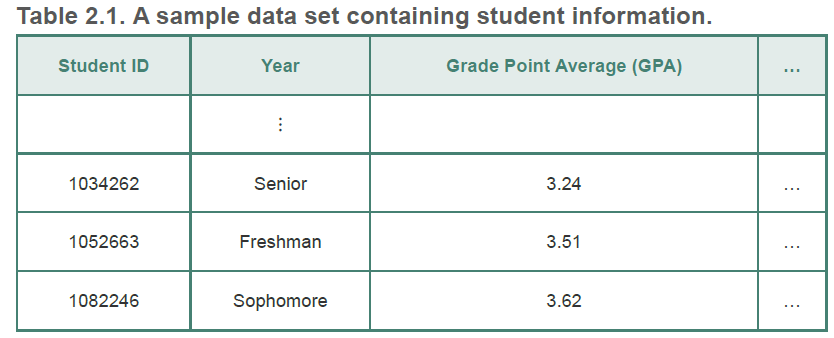 Table 2.1. A sample data set containing student information.
Student ID Year Grade Point Average (GPA) …
⋮
1034262 Senior 3.24 …
1052663 Freshman 3.51 …
1082246 Sophomore 3.62 …